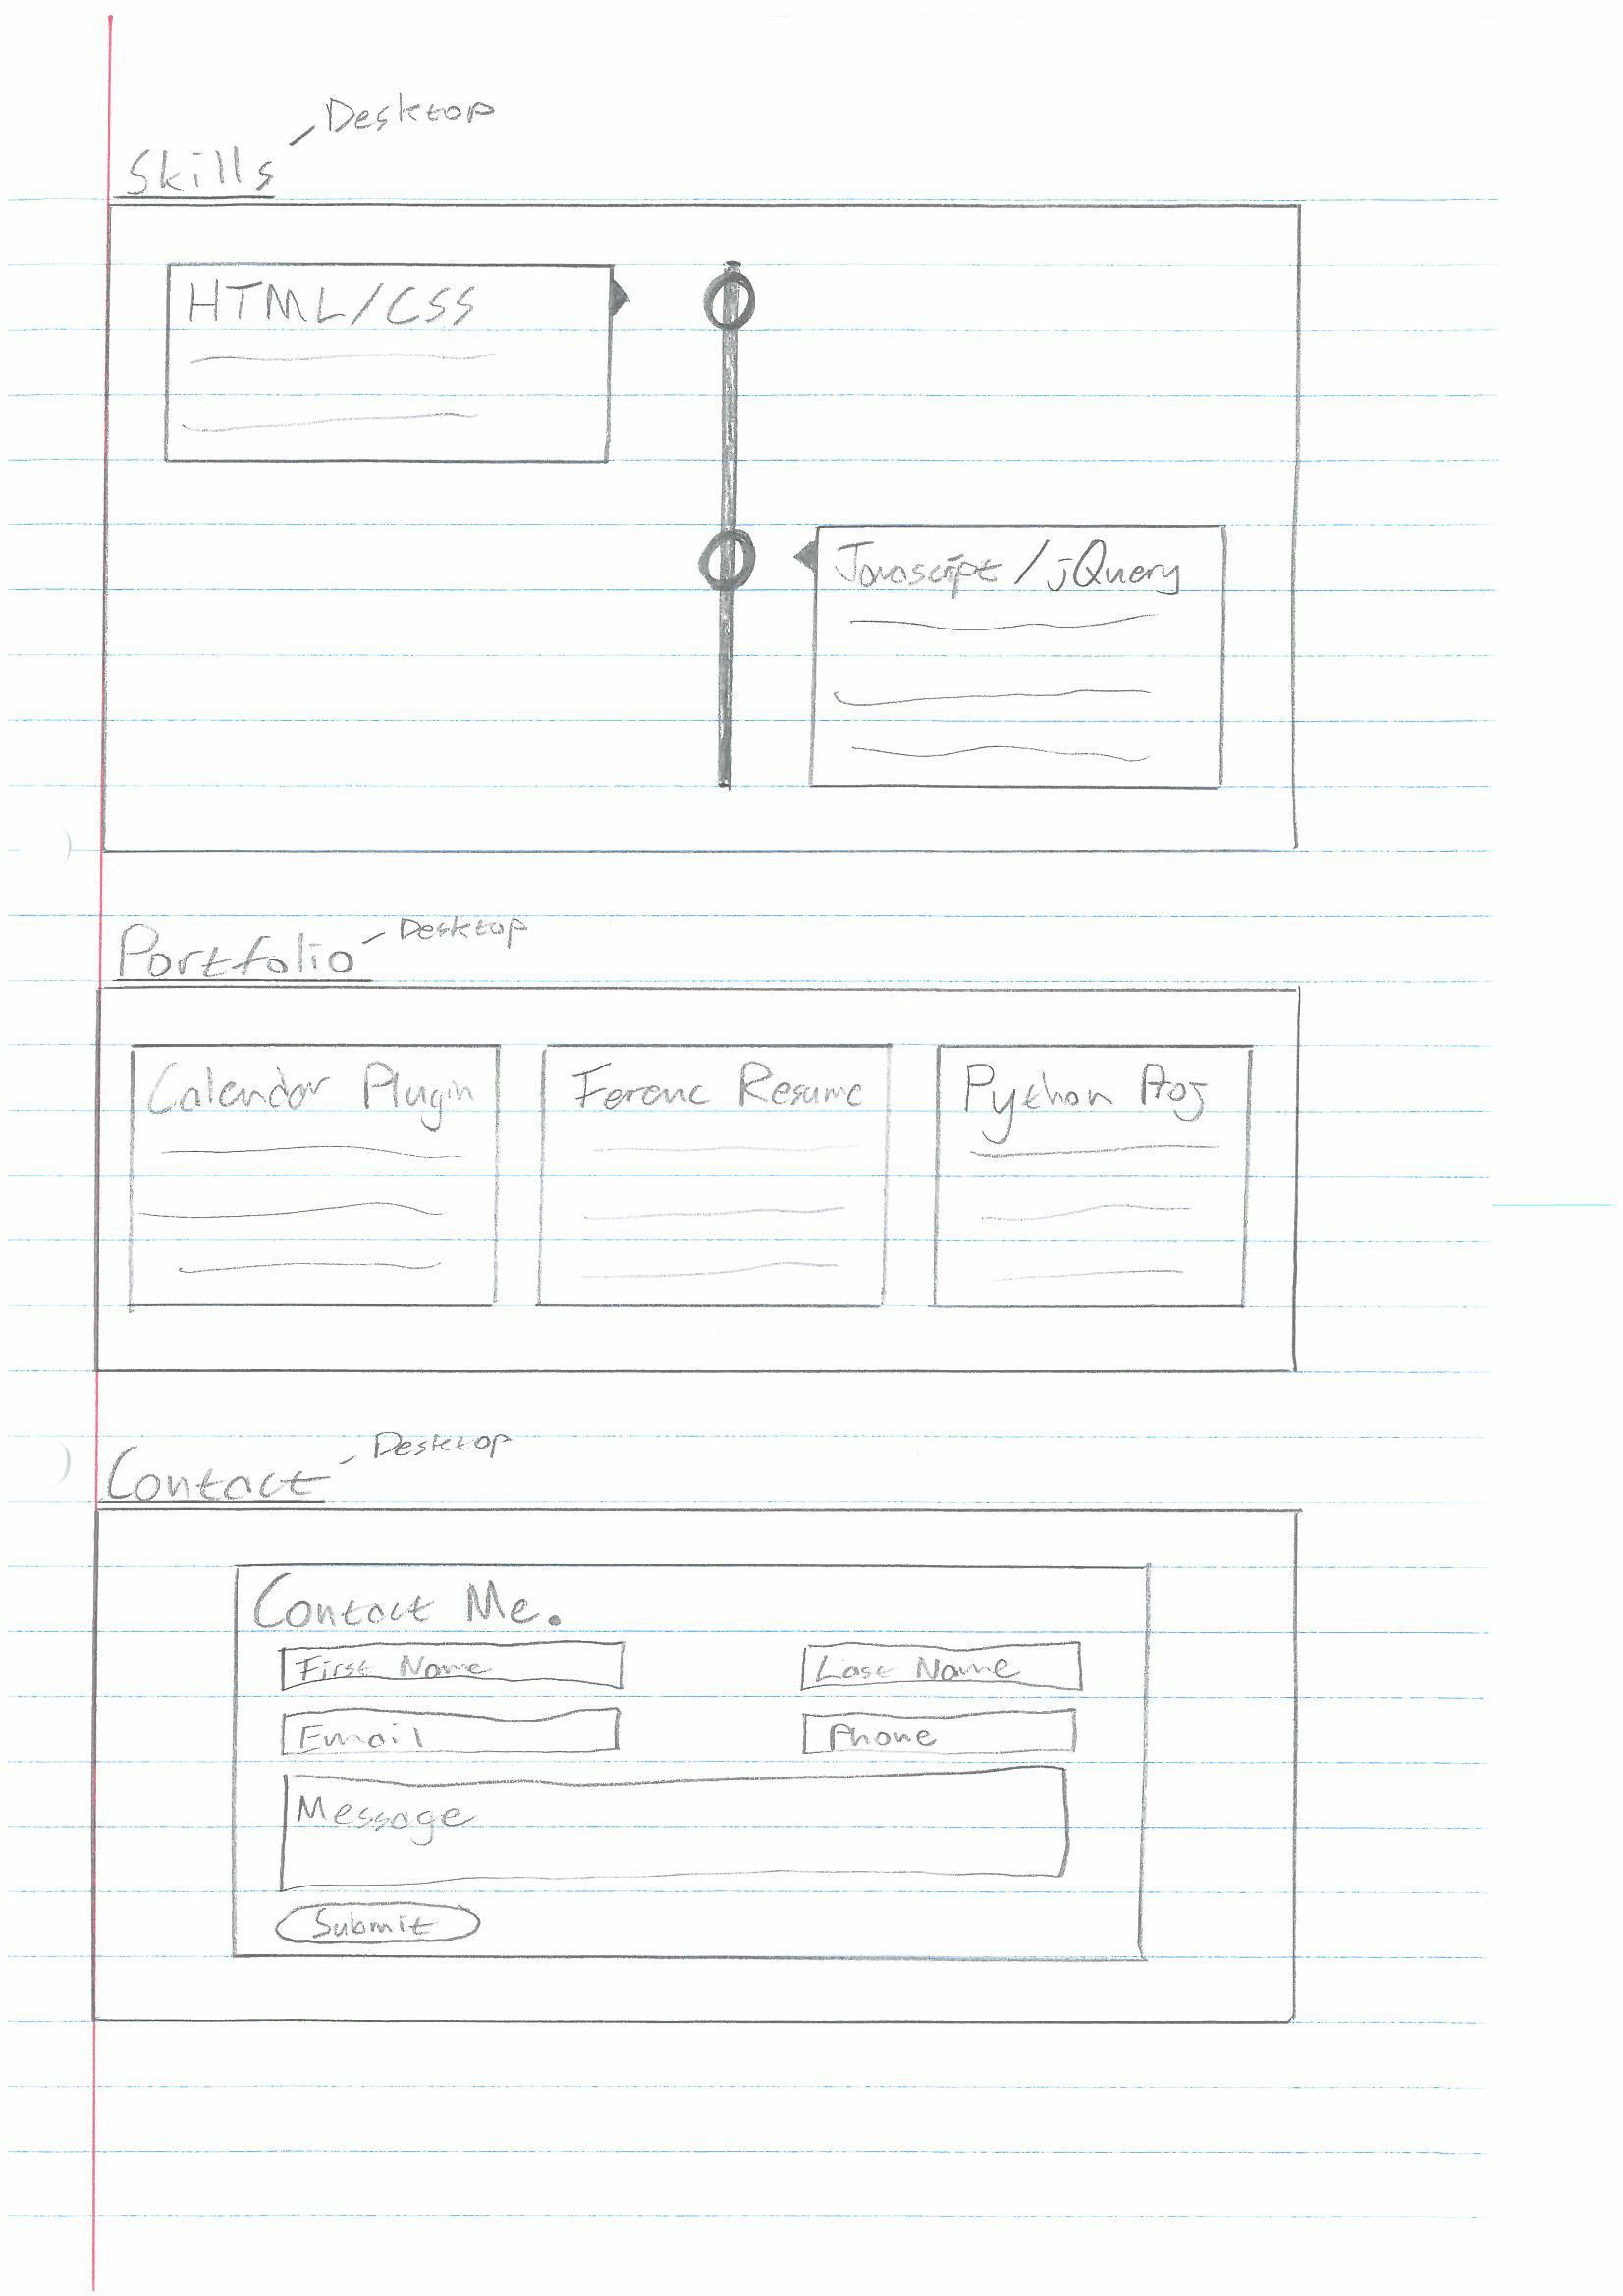 Desktop
Skills
HTML/CSS
Javascript/jQuery
Desktop
Portfolio
Calendar Plugin
Ferenc Resume
Python Proj
Desktop
Contact
Contact Me.
First Name
Last Name
Email
Phone
Message
Submit